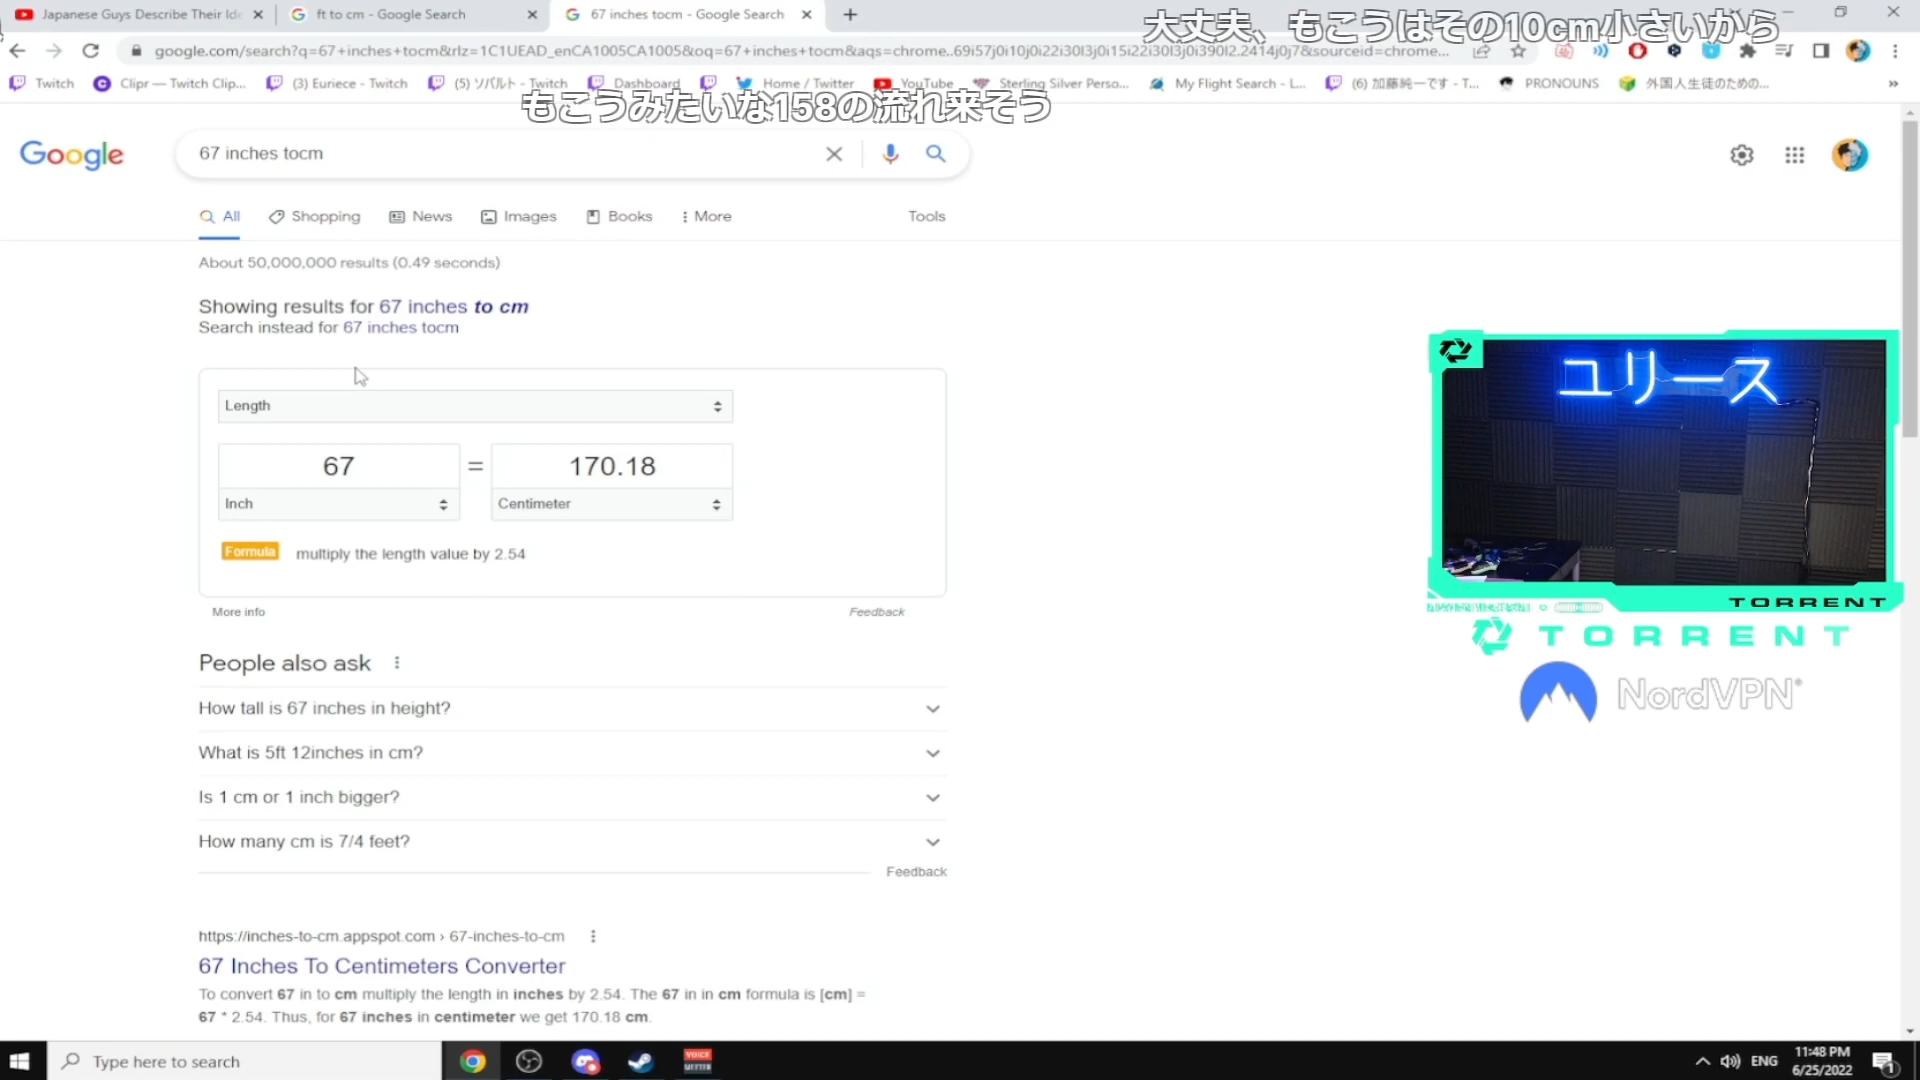 Japanese Guys Describe Their Ide
ft to cm - Google Search
67 inches tocm - Google Search
大丈夫、もこうはその10cm小さいから
google.com/search?q=67+inches+tocm&rlz=1C1UEAD_enCA1005CA1005&oq=67+inches+tocm&aqs=chrome..69i57j0i10j0i22i30l3j0i15i22i30l3j0i390l2.2414j0j7&sourceid=chrome...
Twitch
Clipr — Twitch Clip...
(3) Euriece - Twitch
(5) ソバルト - Twitch
Dashboard
Home / Twitter
YouTube
Sterling Silver Perso...
My Flight Search - L...
(6) 加藤純一です - T...
PRONOUNS
外国人生徒のための...
»
もこうみたいな158の流れ来そう
Google
67 inches tocm
All
Shopping
News
Images
Books
More
Tools
About 50,000,000 results (0.49 seconds)
Showing results for 67 inches to cm
Search instead for 67 inches tocm
Length
67 = 170.18
Inch
Centimeter
Formula multiply the length value by 2.54
More info
Feedback
People also ask
How tall is 67 inches in height?
What is 5ft 12inches in cm?
Is 1 cm or 1 inch bigger?
How many cm is 7/4 feet?
Feedback
https://inches-to-cm.appspot.com › 67-inches-to-cm
67 Inches To Centimeters Converter
To convert 67 in to cm multiply the length in inches by 2.54. The 67 in in cm formula is [cm] =
67 * 2.54. Thus, for 67 inches in centimeter we get 170.18 cm.
ユリース
TORRENT
TORRENT
NordVPN®
Type here to search
VOICE
ENG
11:48 PM
6/25/2022
1